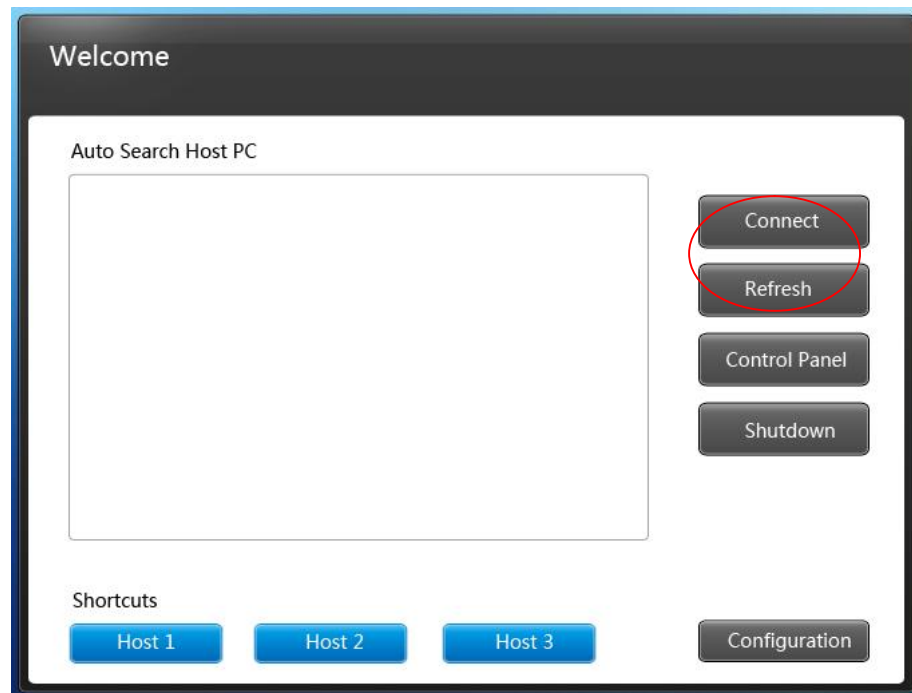 Welcome
Auto Search Host PC
Connect
Refresh
Control Panel
Shutdown
Shortcuts
Host 1 Host 2 Host 3 Configuration